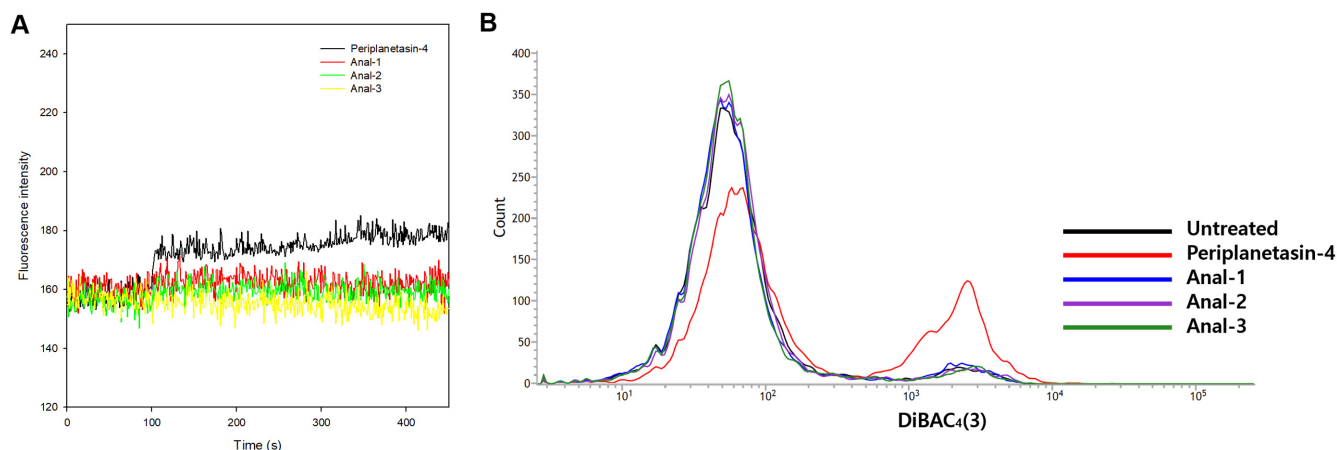 A
240
220
200
180
160
140
120
0
100
200
300
400
Fluorescence intensity
Time (s)
Periplanetasin-4
Anal-1
Anal-2
Anal-3
B
400
350
300
250
200
150
100
50
0
10¹
10²
10³
10⁴
10⁵
Count
DiBAC₄(3)
Untreated
Periplanetasin-4
Anal-1
Anal-2
Anal-3